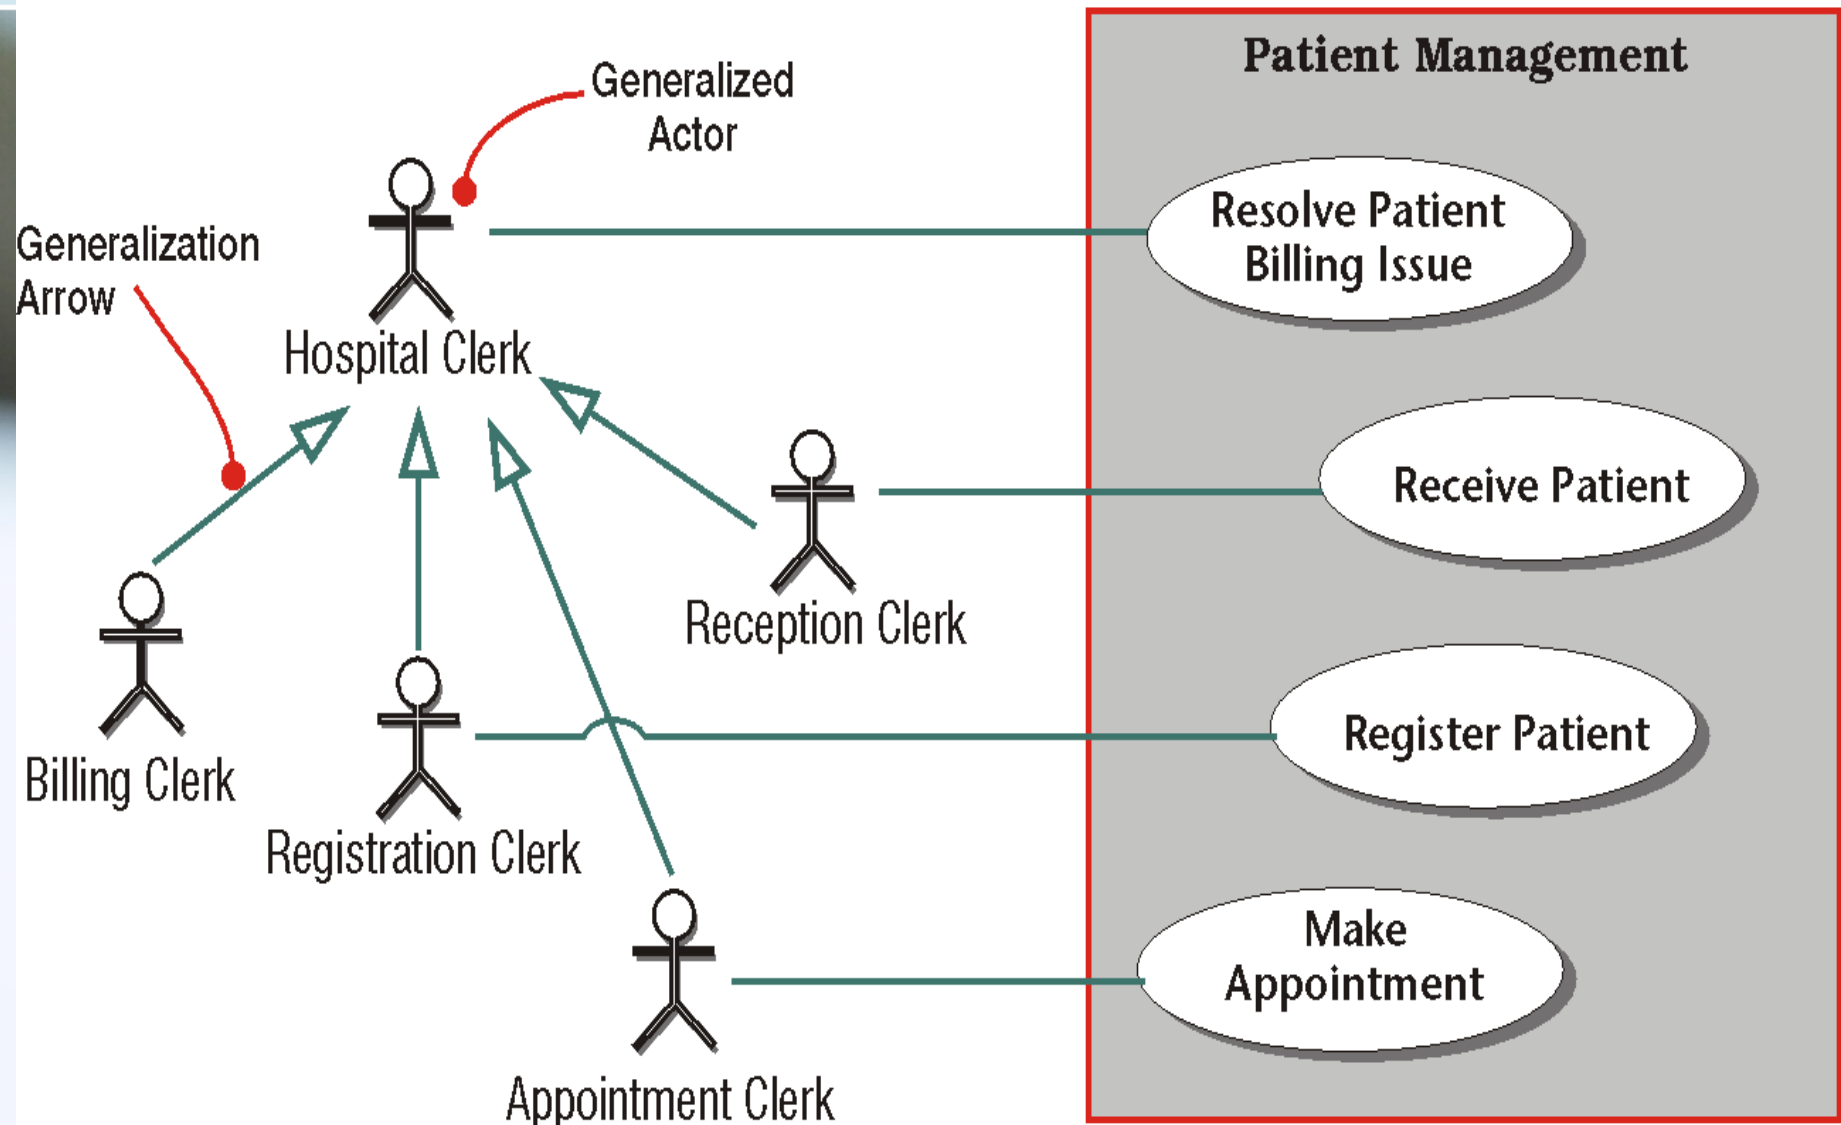 Patient Management
Generalized
Actor
Resolve Patient
Billing Issue
Generalization
Arrow
Hospital Clerk
Receive Patient
Reception Clerk
Register Patient
Billing Clerk
Registration Clerk
Make
Appointment
Appointment Clerk